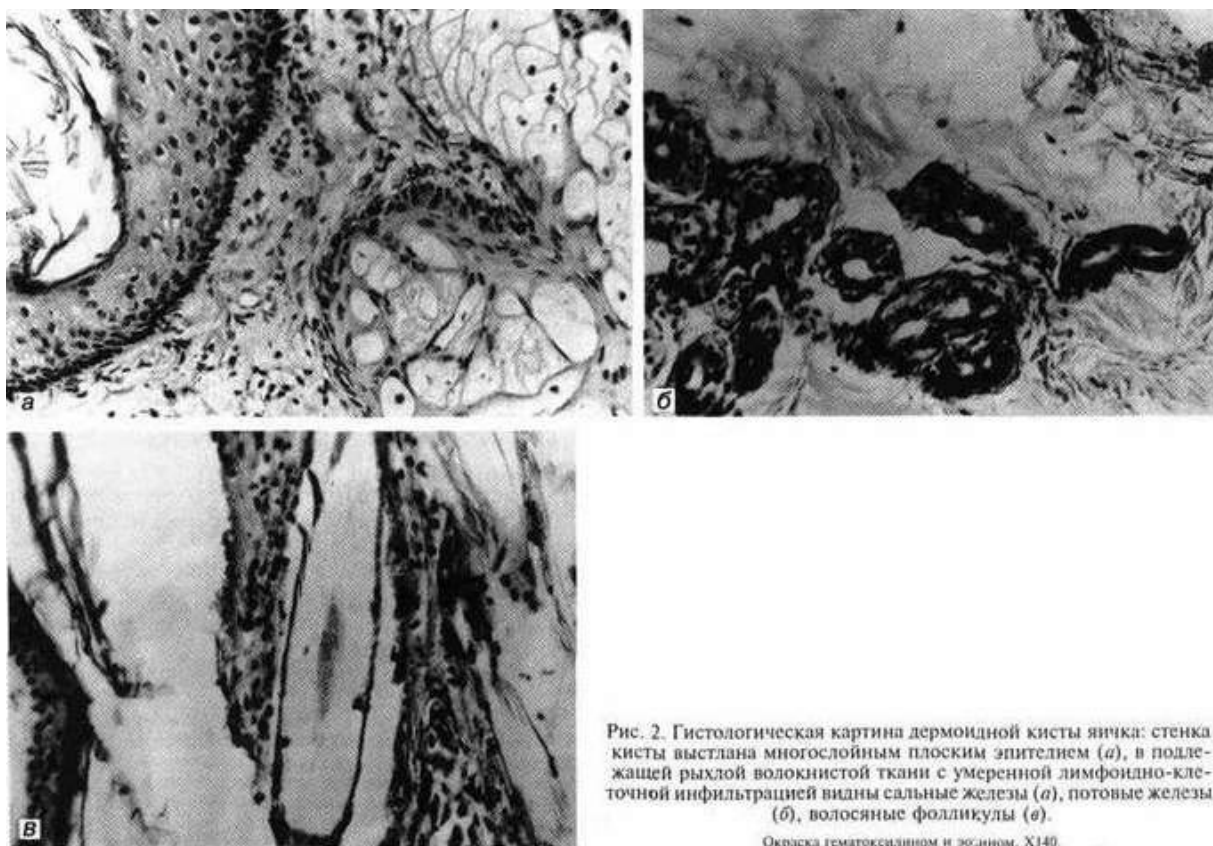 а
б
в
Рис. 2. Гистологическая картина дермоидной кисты яичка: стенка
кисты выстлана многослойным плоским эпителием (а), в подле-
жащей рыхлой волокнистой ткани с умеренной лимфоидно-кле-
точной инфильтрацией видны сальные железы (а), потовые железы
(б), волосяные фолликулы (в).
Окраска гематоксилином и эозином. X140.